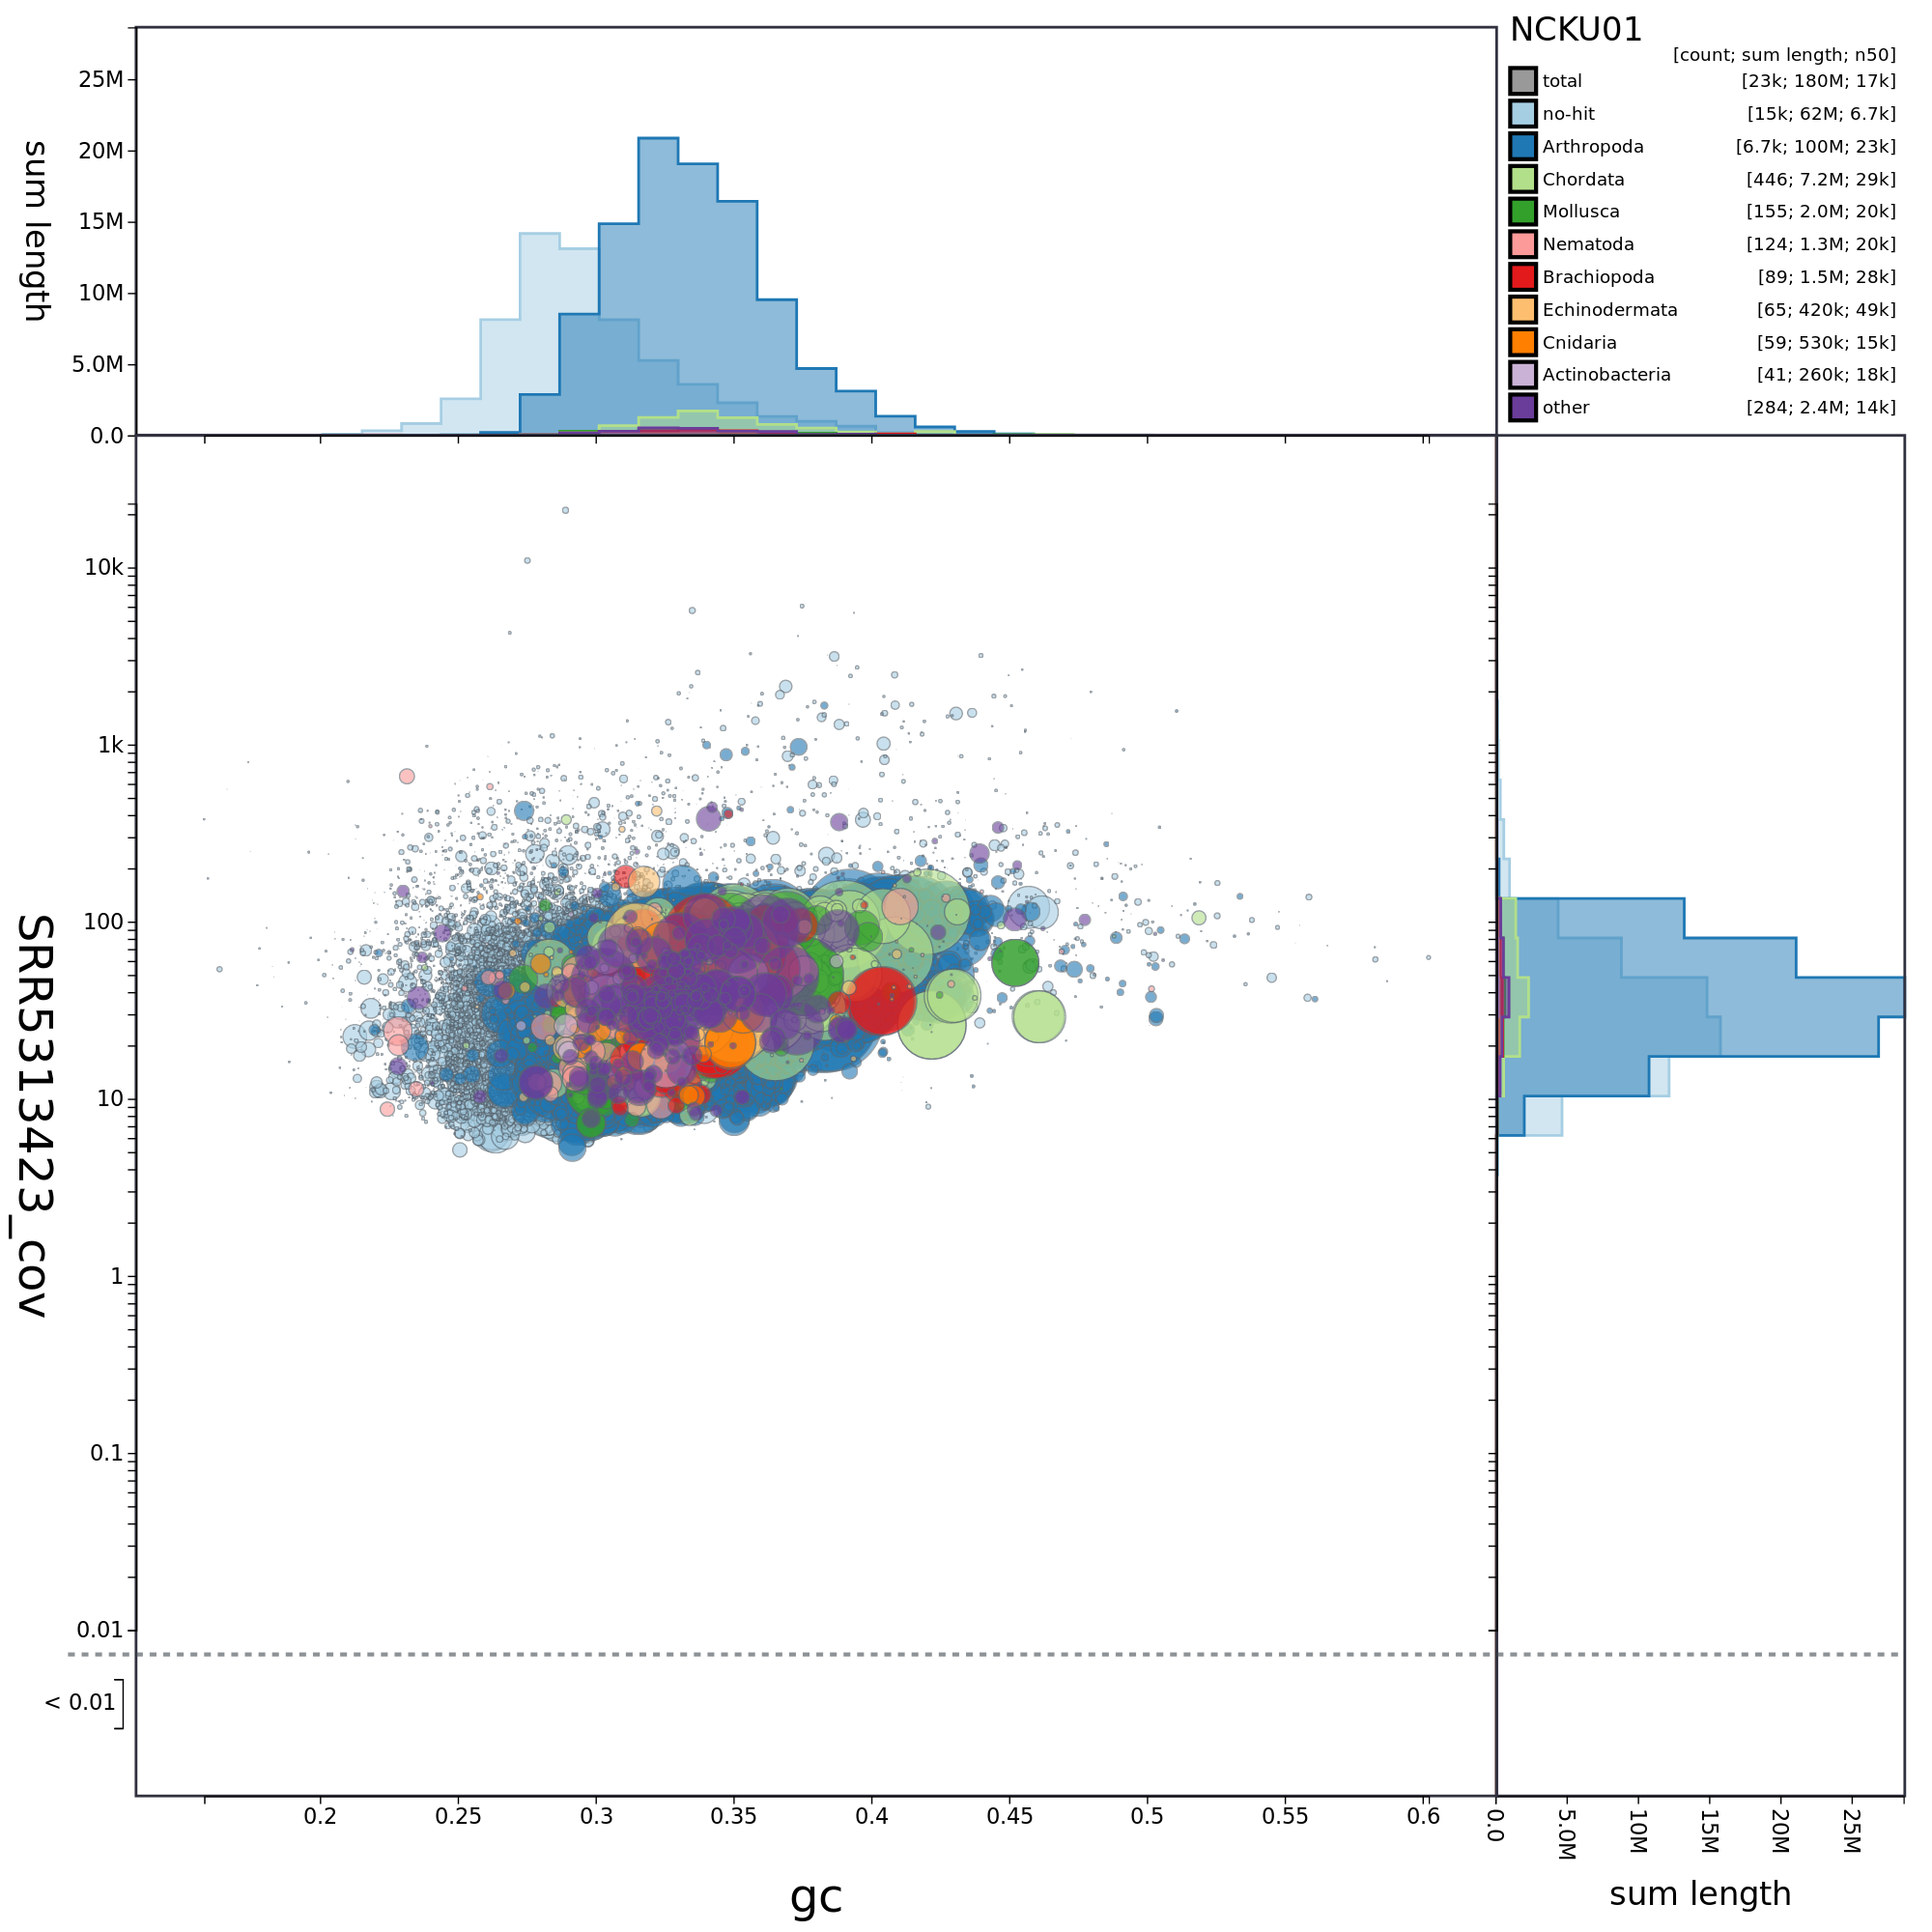 NCKU01
[count; sum length; n50]
total [23k; 180M; 17k]
no-hit [15k; 62M; 6.7k]
Arthropoda [6.7k; 100M; 23k]
Chordata [446; 7.2M; 29k]
Mollusca [155; 2.0M; 20k]
Nematoda [124; 1.3M; 20k]
Brachiopoda [89; 1.5M; 28k]
Echinodermata [65; 420k; 49k]
Cnidaria [59; 530k; 15k]
Actinobacteria [41; 260k; 18k]
other [284; 2.4M; 14k]
sum length
25M
20M
15M
10M
5.0M
0.0
SRR5313423_cov
10k
1k
100
10
1
0.1
0.01
< 0.01
0.2 0.25 0.3 0.35 0.4 0.45 0.5 0.55 0.6
gc
0.0 5.0M 10M 15M 20M 25M
sum length